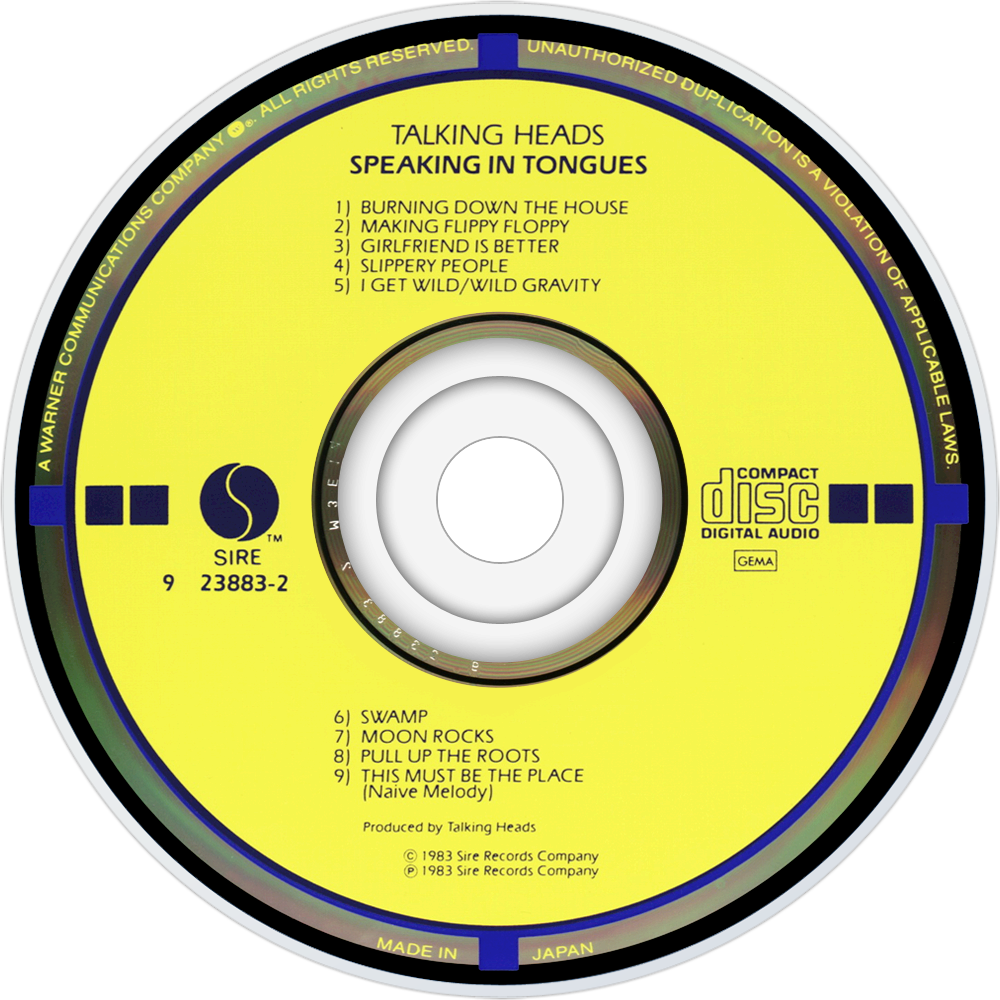 A WARNER COMMUNICATIONS COMPANY ®. ALL RIGHTS RESERVED.
UNAUTHORIZED DUPLICATION IS A VIOLATION OF APPLICABLE LAWS.
TALKING HEADS
SPEAKING IN TONGUES
1) BURNING DOWN THE HOUSE
2) MAKING FLIPPY FLOPPY
3) GIRLFRIEND IS BETTER
4) SLIPPERY PEOPLE
5) I GET WILD/WILD GRAVITY
TM
SIRE
9 23883-2
COMPACT
disc
DIGITAL AUDIO
GEMA
6) SWAMP
7) MOON ROCKS
8) PULL UP THE ROOTS
9) THIS MUST BE THE PLACE
(Naive Melody)
Produced by Talking Heads
© 1983 Sire Records Company
℗ 1983 Sire Records Company
MADE IN JAPAN